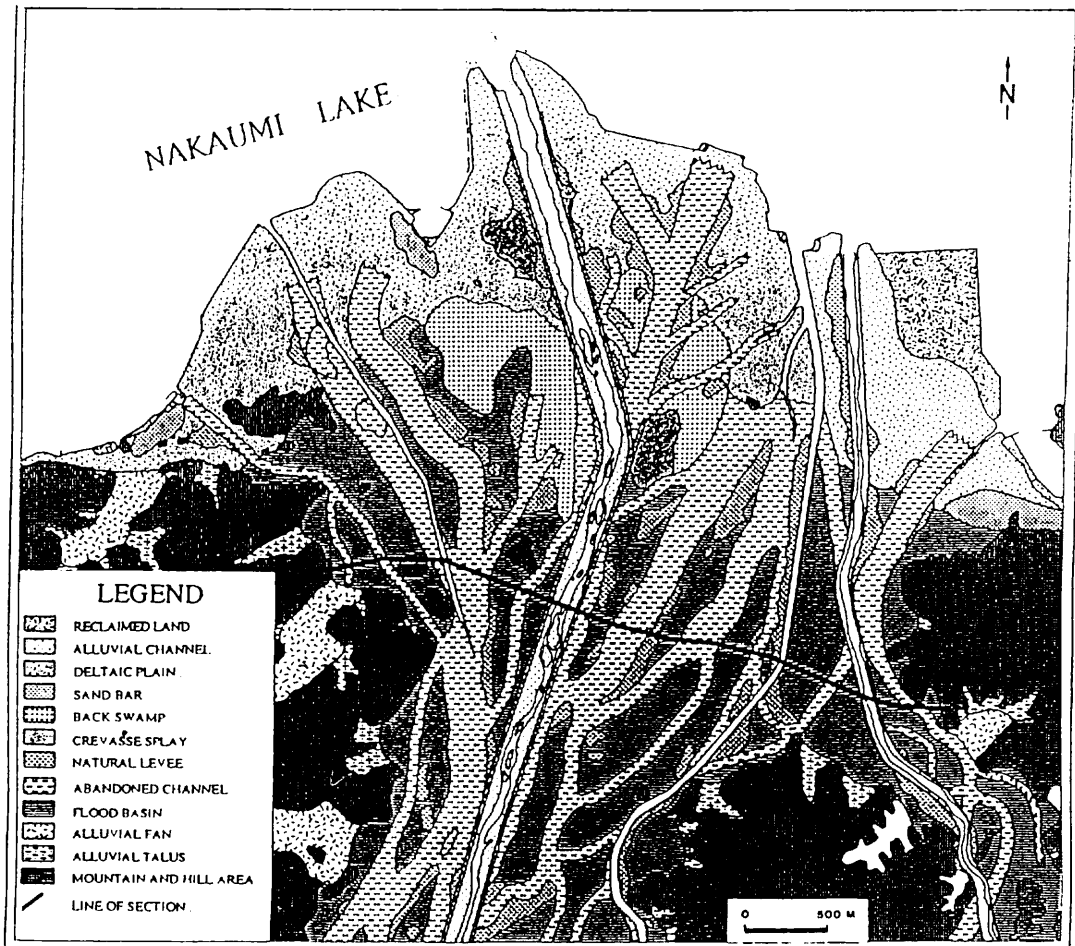 NAKAUMI LAKE
N
LEGEND
RECLAIMED LAND
ALLUVIAL CHANNEL
DELTAIC PLAIN
SAND BAR
BACK SWAMP
CREVASSE SPLAY
NATURAL LEVEE
ABANDONED CHANNEL
FLOOD BASIN
ALLUVIAL FAN
ALLUVIAL TALUS
MOUNTAIN AND HILL AREA
LINE OF SECTION
0 500 M